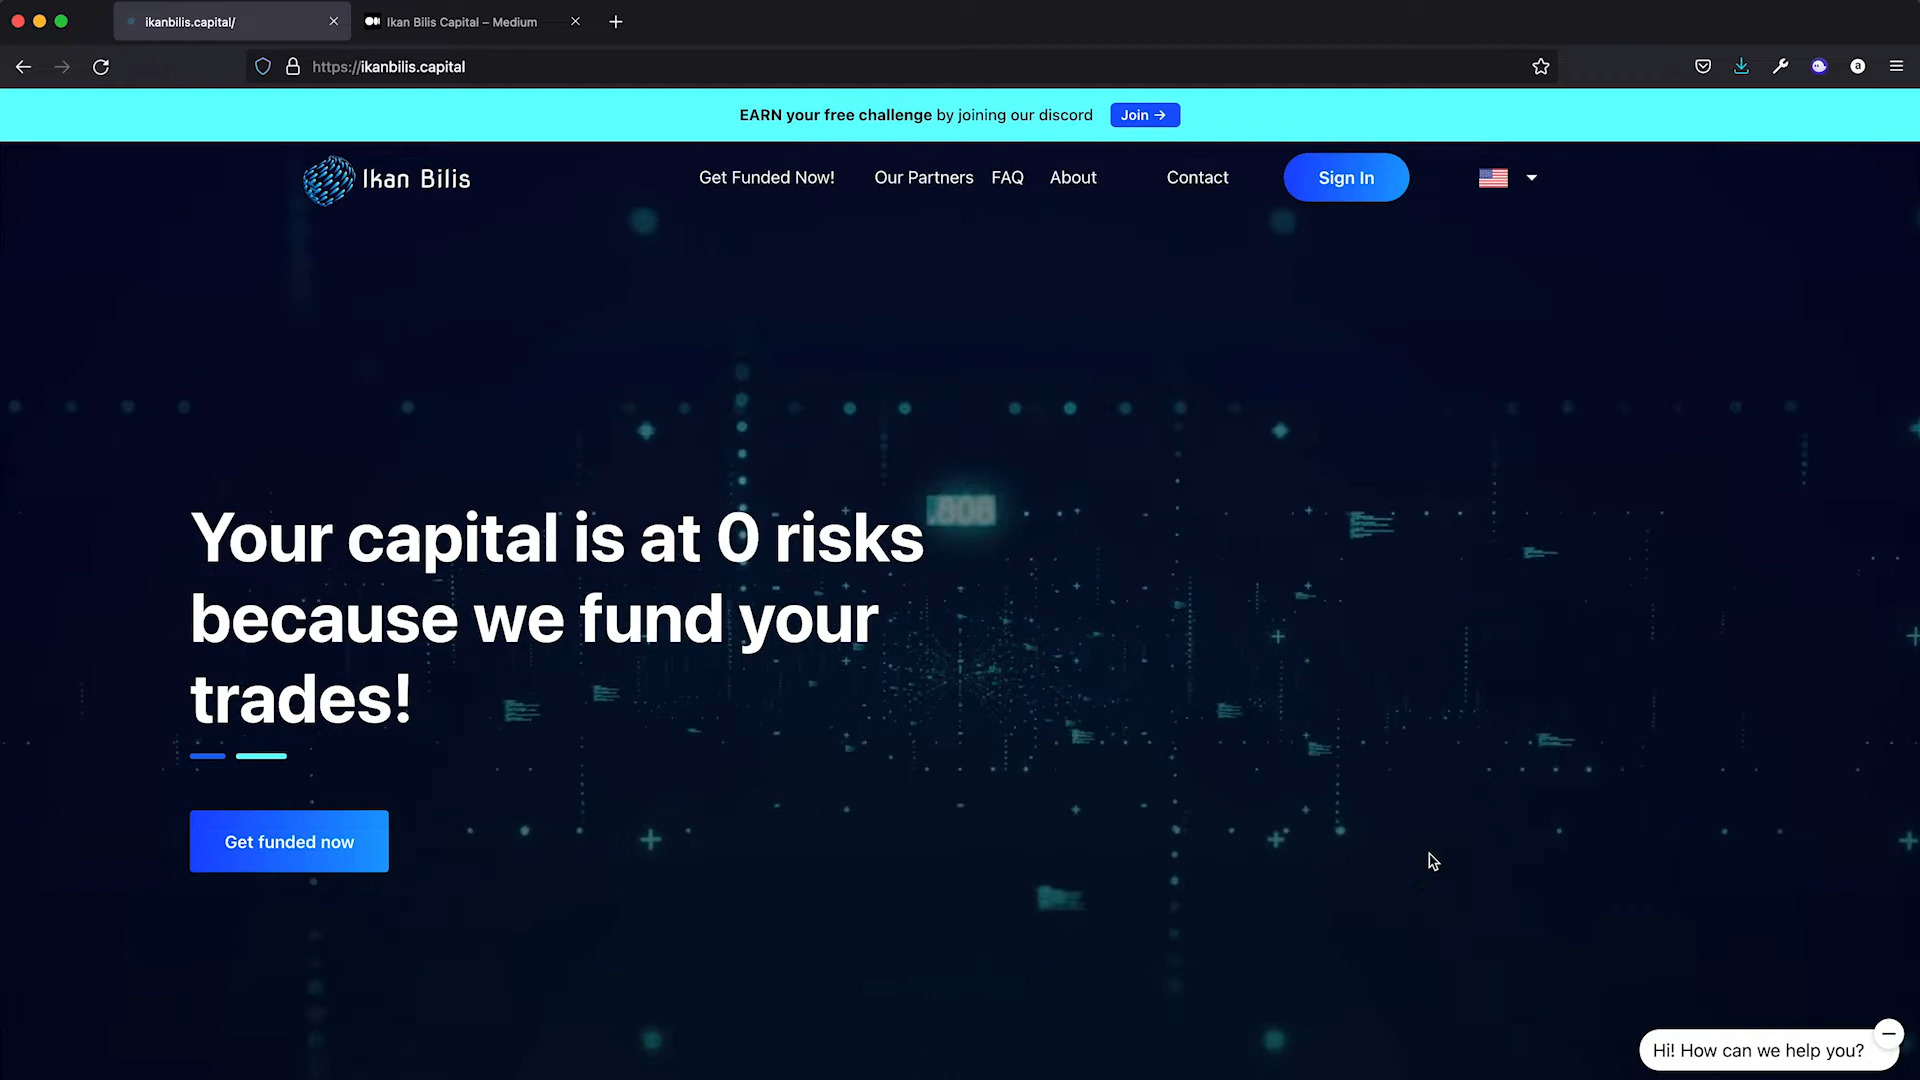 ikanbilis.capital/
Ikan Bilis Capital – Medium
https://ikanbilis.capital
EARN your free challenge by joining our discord Join →
Ikan Bilis
Get Funded Now! Our Partners FAQ About Contact Sign In
Your capital is at 0 risks
because we fund your
trades!
Get funded now
Hi! How can we help you?